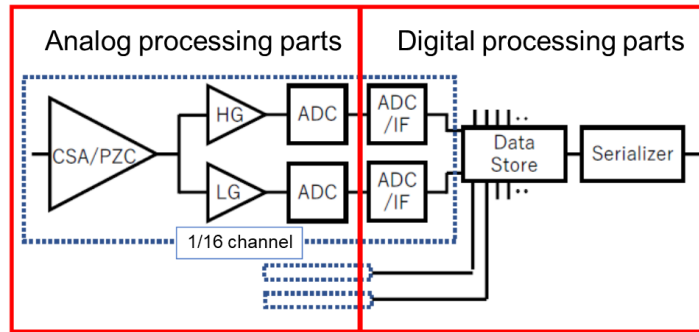 Analog processing parts
Digital processing parts
CSA/PZC
HG
ADC
ADC
/IF
LG
ADC
ADC
/IF
Data
Store
Serializer
1/16 channel